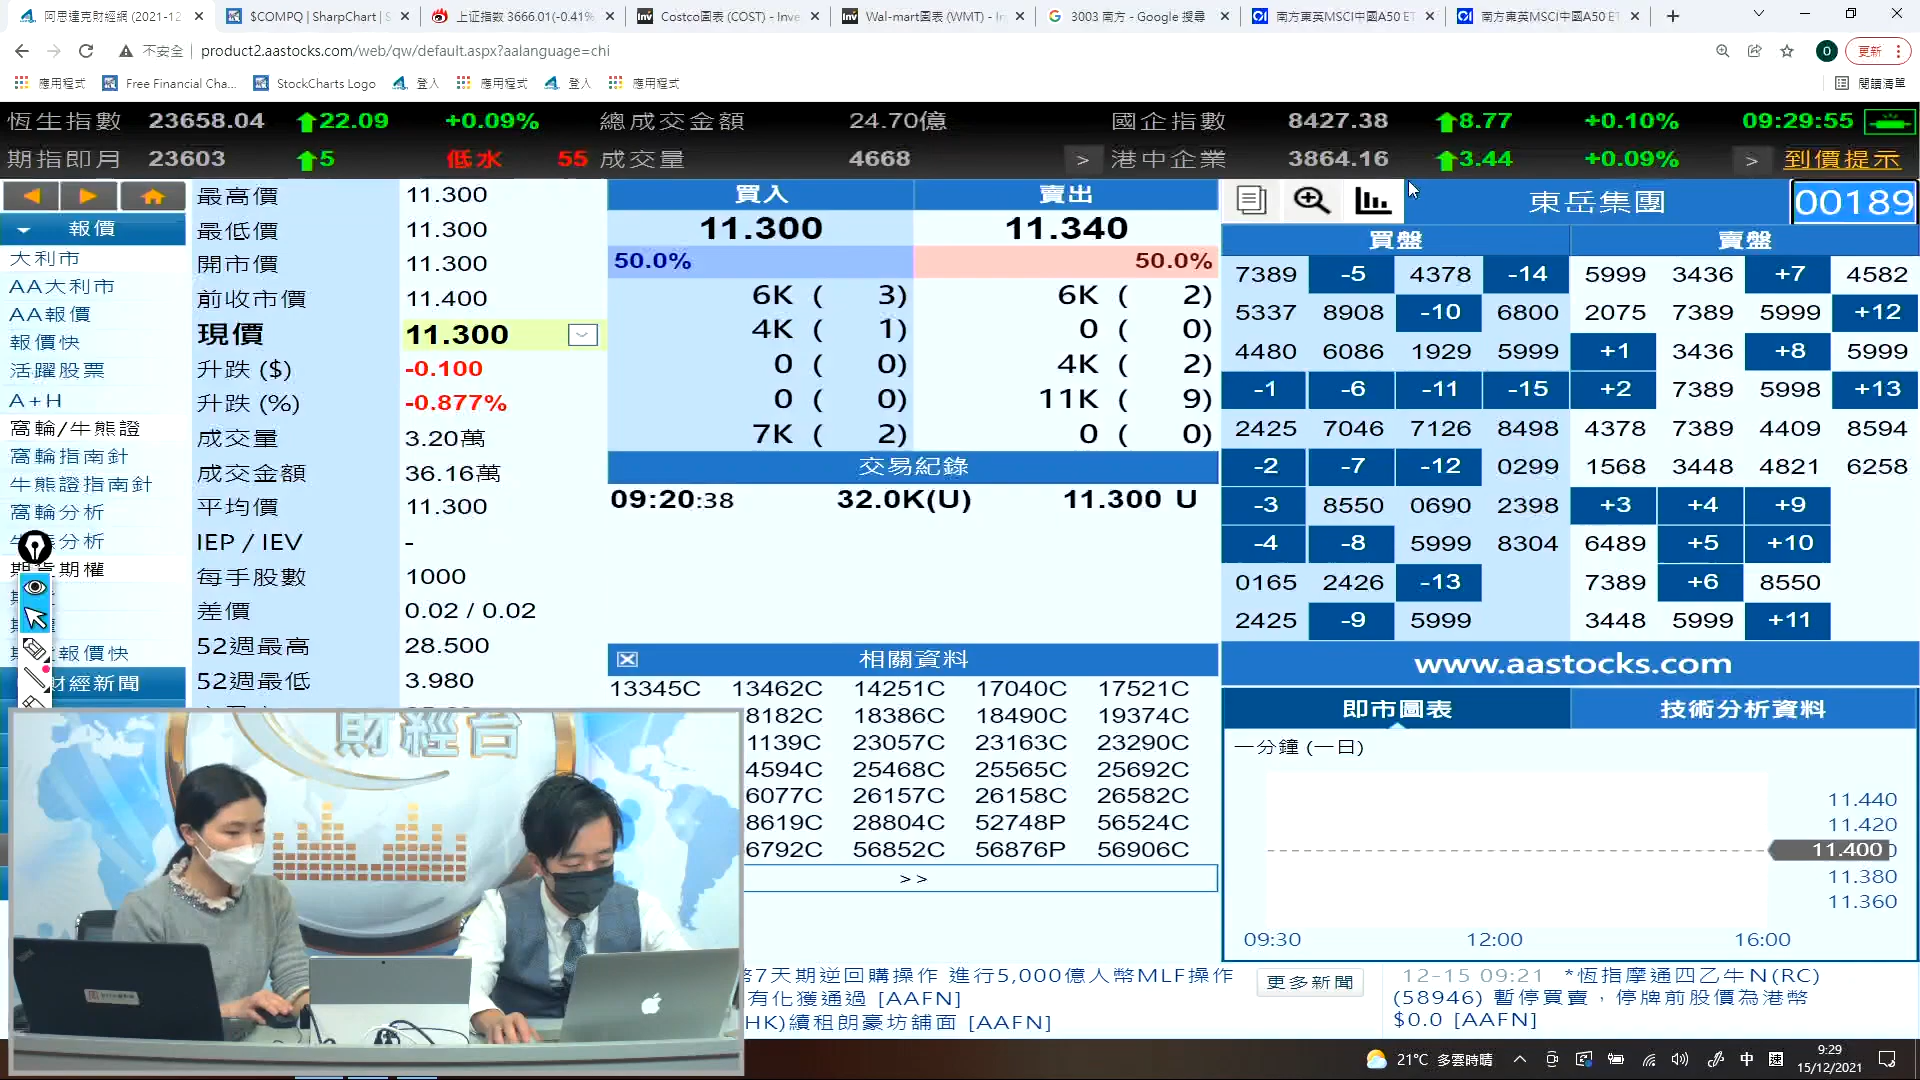 阿思達克財經網 (2021-12
$COMPQ | SharpChart | S
上证指数 3666.01(-0.41%
Costco圖表 (COST) - Inve
Wal-mart圖表 (WMT) - In
3003 南方 - Google 搜尋
南方東英MSCI中國A50 ET
南方東英MSCI中國A50 ET
不安全 product2.aastocks.com/web/qw/default.aspx?aalanguage=chi
O 更新
應用程式 Free Financial Cha... StockCharts Logo 登入 應用程式 登入 應用程式 閱讀清單
恆生指數 23658.04 22.09 +0.09% 總成交金額 24.70億 國企指數 8427.38 8.77 +0.10% 09:29:55
期指即月 23603 5 低水 55 成交量 4668 > 港中企業 3864.16 3.44 +0.09% > 到價提示
報價
大利市
AA大利市
AA報價
報價快
活躍股票
A+H
窩輪/牛熊證
窩輪指南針
牛熊證指南針
窩輪分析
分析
期權
報價快
財經新聞
最高價 11.300
最低價 11.300
開市價 11.300
前收市價 11.400
現價 11.300
升跌 ($) -0.100
升跌 (%) -0.877%
成交量 3.20萬
成交金額 36.16萬
平均價 11.300
IEP / IEV -
每手股數 1000
差價 0.02 / 0.02
52週最高 28.500
52週最低 3.980
買入 賣出
11.300 11.340
50.0% 50.0%
6K ( 3) 6K ( 2)
4K ( 1) 0 ( 0)
0 ( 0) 4K ( 2)
0 ( 0) 11K ( 9)
7K ( 2) 0 ( 0)
交易紀錄
09:20:38 32.0K(U) 11.300 U
相關資料
13345C 13462C 14251C 17040C 17521C
8182C 18386C 18490C 19374C
1139C 23057C 23163C 23290C
4594C 25468C 25565C 25692C
6077C 26157C 26158C 26582C
8619C 28804C 52748P 56524C
6792C 56852C 56876P 56906C
>>
東岳集團 00189
買盤 賣盤
7389 -5 4378 -14 5999 3436 +7 4582
5337 8908 -10 6800 2075 7389 5999 +12
4480 6086 1929 5999 +1 3436 +8 5999
-1 -6 -11 -15 +2 7389 5998 +13
2425 7046 7126 8498 4378 7389 4409 8594
-2 -7 -12 0299 1568 3448 4821 6258
-3 8550 0690 2398 +3 +4 +9
-4 -8 5999 8304 6489 +5 +10
0165 2426 -13 7389 +6 8550
2425 -9 5999 3448 5999 +11
www.aastocks.com
即市圖表 技術分析資料
一分鐘 (一日)
11.440
11.420
11.400
11.380
11.360
09:30 12:00 16:00
財經台
7天期逆回購操作 進行5,000億人幣MLF操作
有化獲通過 [AAFN]
HK)續租朗豪坊舖面 [AAFN]
更多新聞
12-15 09:21 *恆指摩通四乙牛N(RC)
(58946) 暫停買賣，停牌前股價為港幣
$0.0 [AAFN]
21°C 多雲時晴 中 9:29
15/12/2021